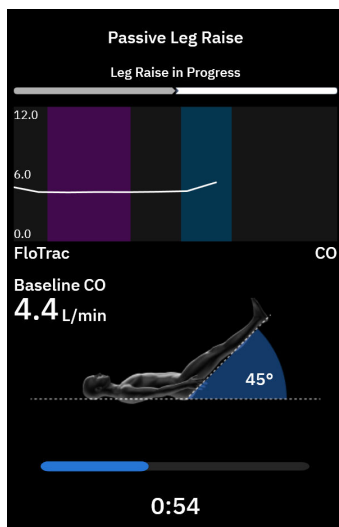 Passive Leg Raise
Leg Raise in Progress
12.0
6.0
0.0
FloTrac CO
Baseline CO
4.4 L/min
45°
0:54